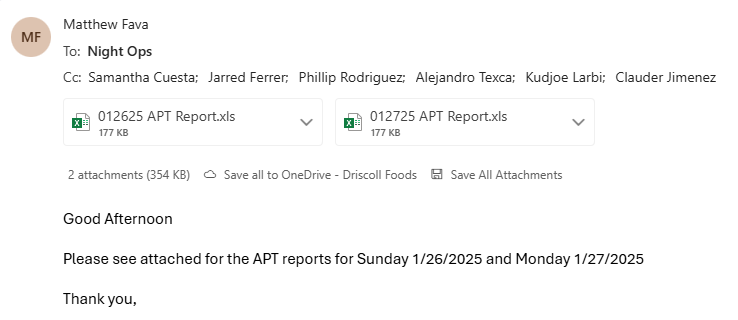 MF
Matthew Fava
To: Night Ops
Cc: Samantha Cuesta; Jarred Ferrer; Phillip Rodriguez; Alejandro Texca; Kudjoe Larbi; Clauder Jimenez
012625 APT Report.xls
177 KB
012725 APT Report.xls
177 KB
2 attachments (354 KB) Save all to OneDrive - Driscoll Foods Save All Attachments
Good Afternoon
Please see attached for the APT reports for Sunday 1/26/2025 and Monday 1/27/2025
Thank you,